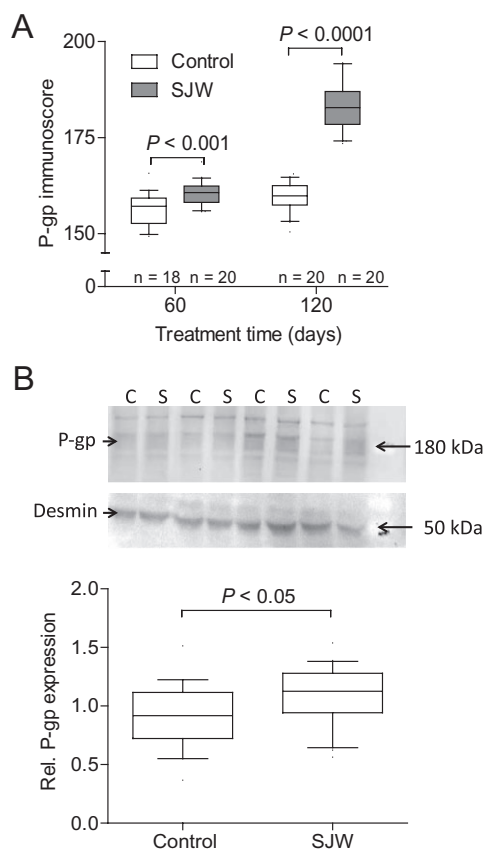 A
P-gp immunoscore
200
175
150
0
Control
SJW
P < 0.001
P < 0.0001
n = 18 n = 20 n = 20 n = 20
60 120
Treatment time (days)
B
C S C S C S C S
P-gp 180 kDa
Desmin 50 kDa
Rel. P-gp expression
2.0
1.5
1.0
0.5
0.0
P < 0.05
Control SJW